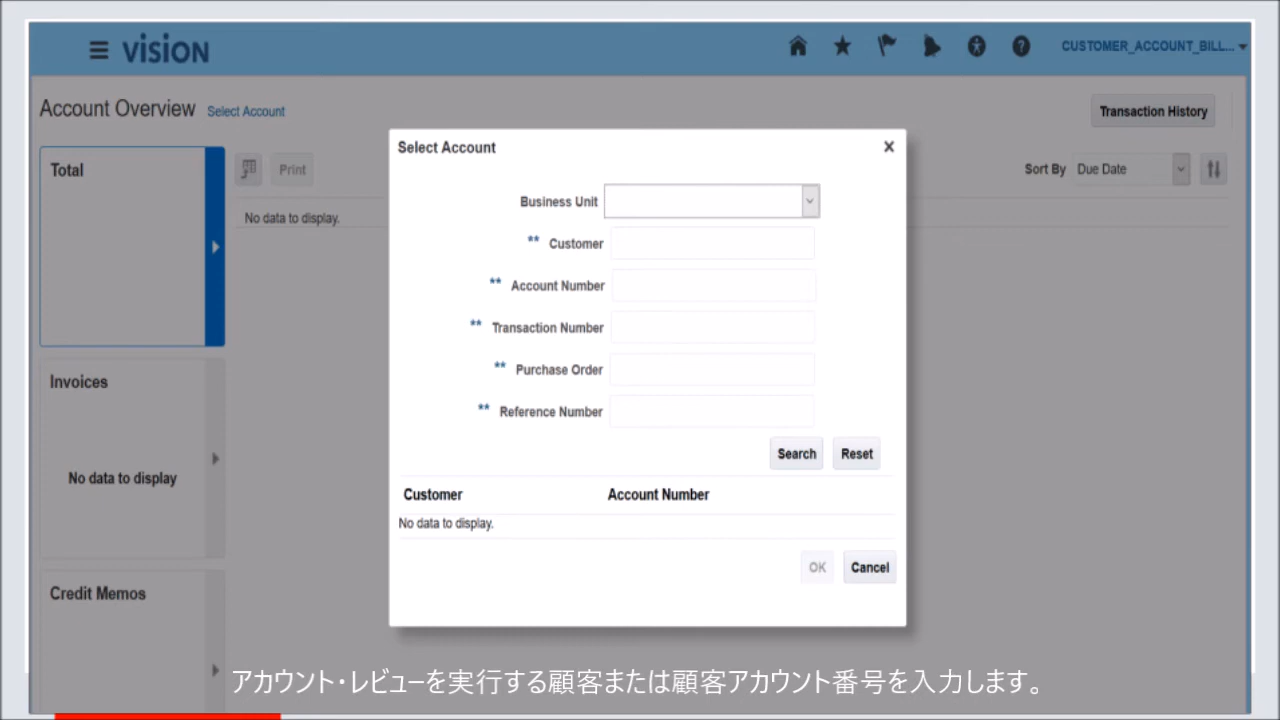 vision
CUSTOMER_ACCOUNT_BILL...
Account Overview Select Account
Transaction History
Total
Print
Sort By Due Date
No data to display.
Invoices
No data to display
Credit Memos
Select Account
Business Unit
** Customer
** Account Number
** Transaction Number
** Purchase Order
** Reference Number
Search Reset
Customer Account Number
No data to display.
OK Cancel
アカウント・レビューを実行する顧客または顧客アカウント番号を入力します。